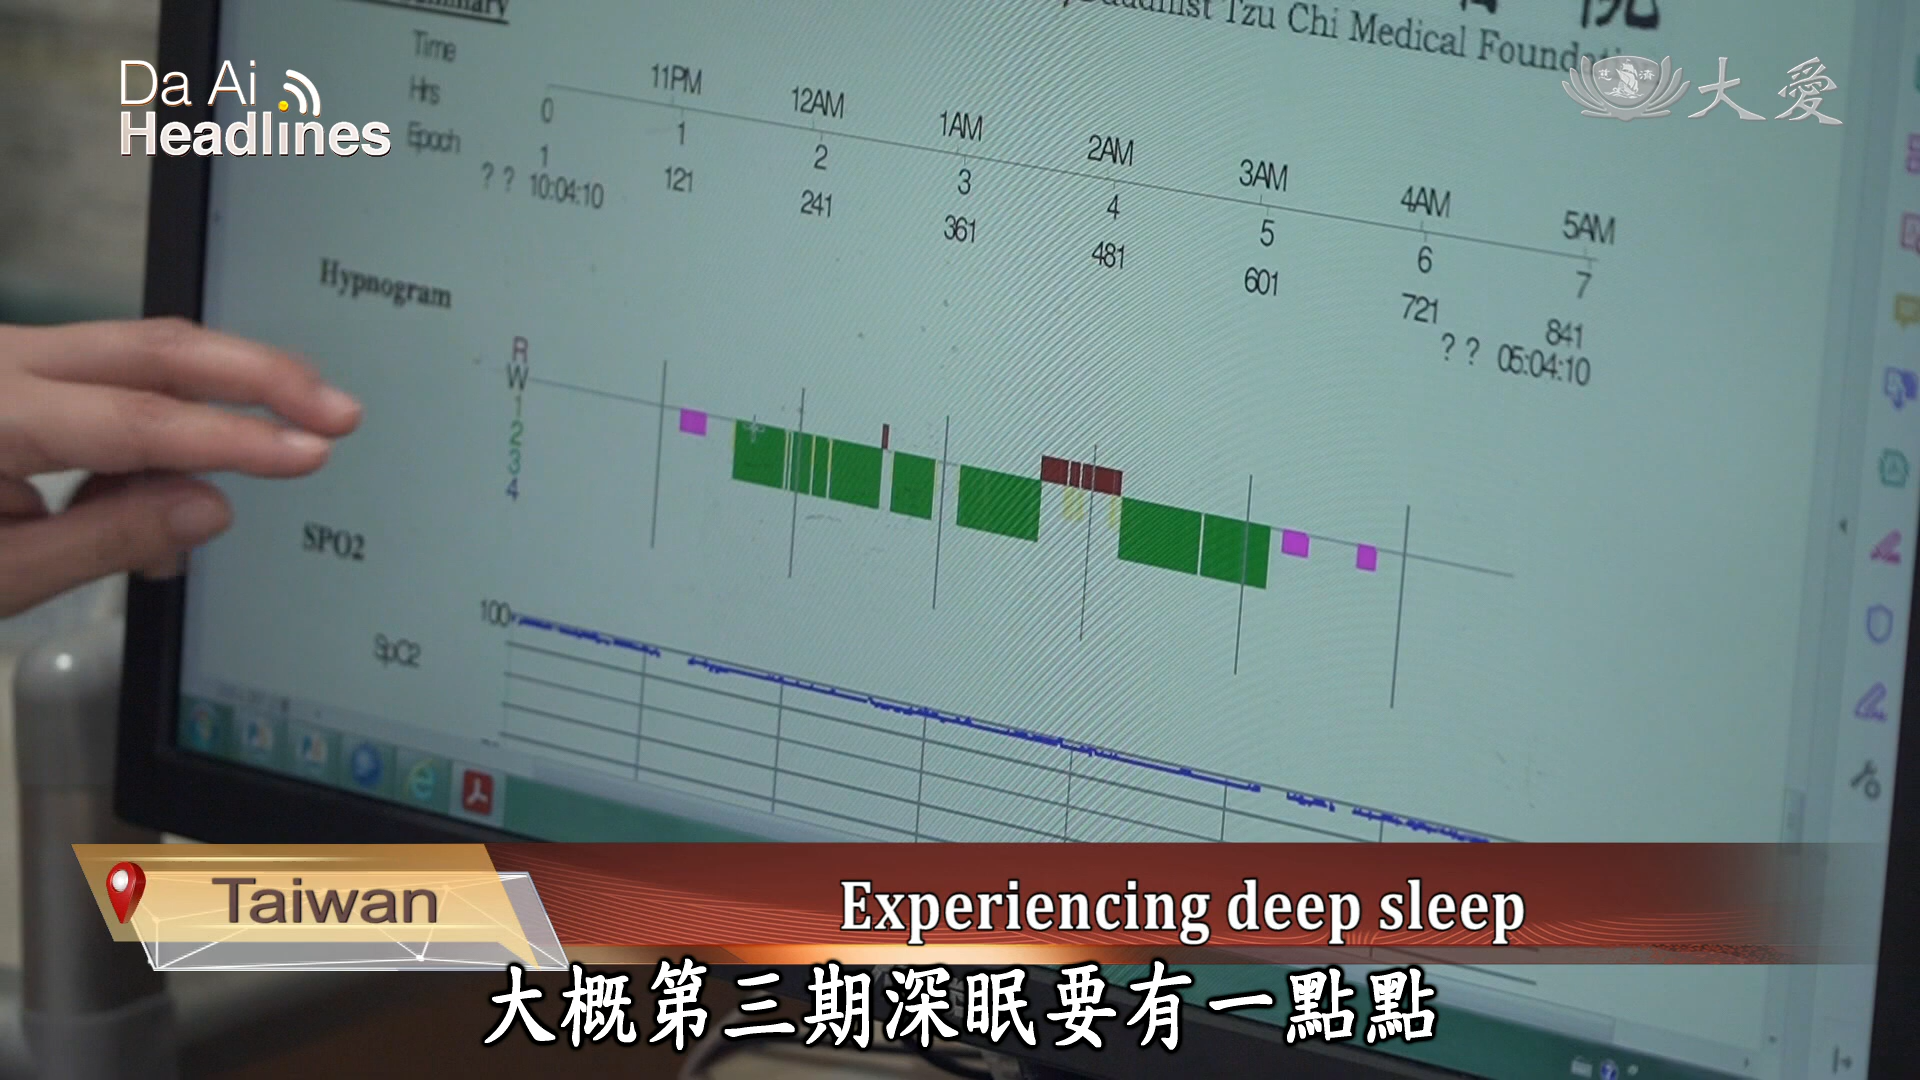 Summary
Buddhist Tzu Chi Medical Foundation
Da Ai
Headlines
大愛
Time
11PM 12AM 1AM 2AM 3AM 4AM 5AM
Hrs
0 1 2 3 4 5 6 7
Epoch
1 121 241 361 481 601 721 841
? ? 10:04:10
? ? 05:04:10
Hypnogram
R
W
1
2
3
4
SPO2
100
SpO2
Taiwan
Experiencing deep sleep
大概第三期深眠要有一點點